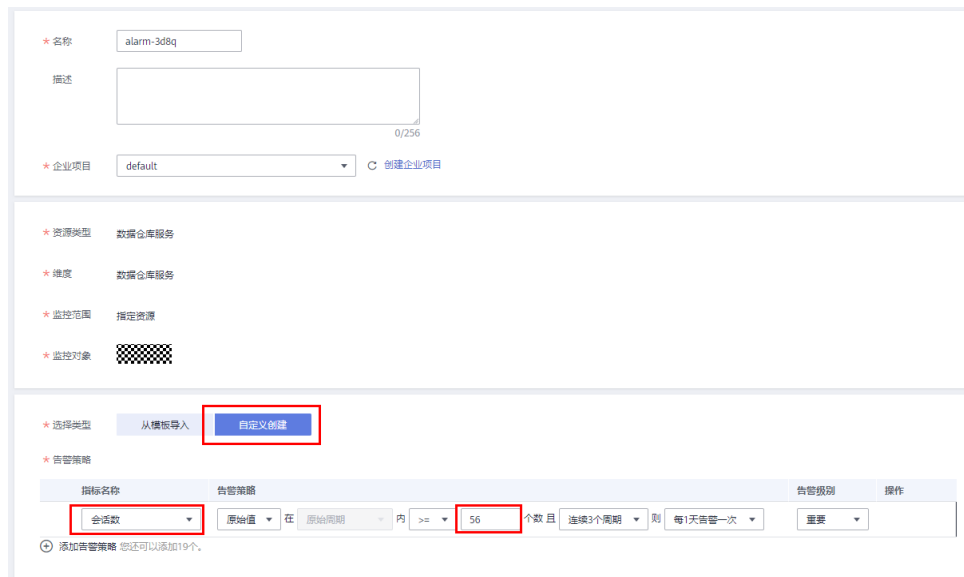 * 名称 alarm-3d8q
描述
0/256
* 企业项目 default 创建企业项目
* 资源类型 数据仓库服务
* 维度 数据仓库服务
* 监控范围 指定资源
* 监控对象
* 选择类型 从模板导入 自定义创建
* 告警策略
指标名称 告警策略 告警级别 操作
会话数 原始值 在 原始周期 内 >= 56 个数 且 连续3个周期 则 每1天告警一次 重要
添加告警策略 您还可以添加19个。